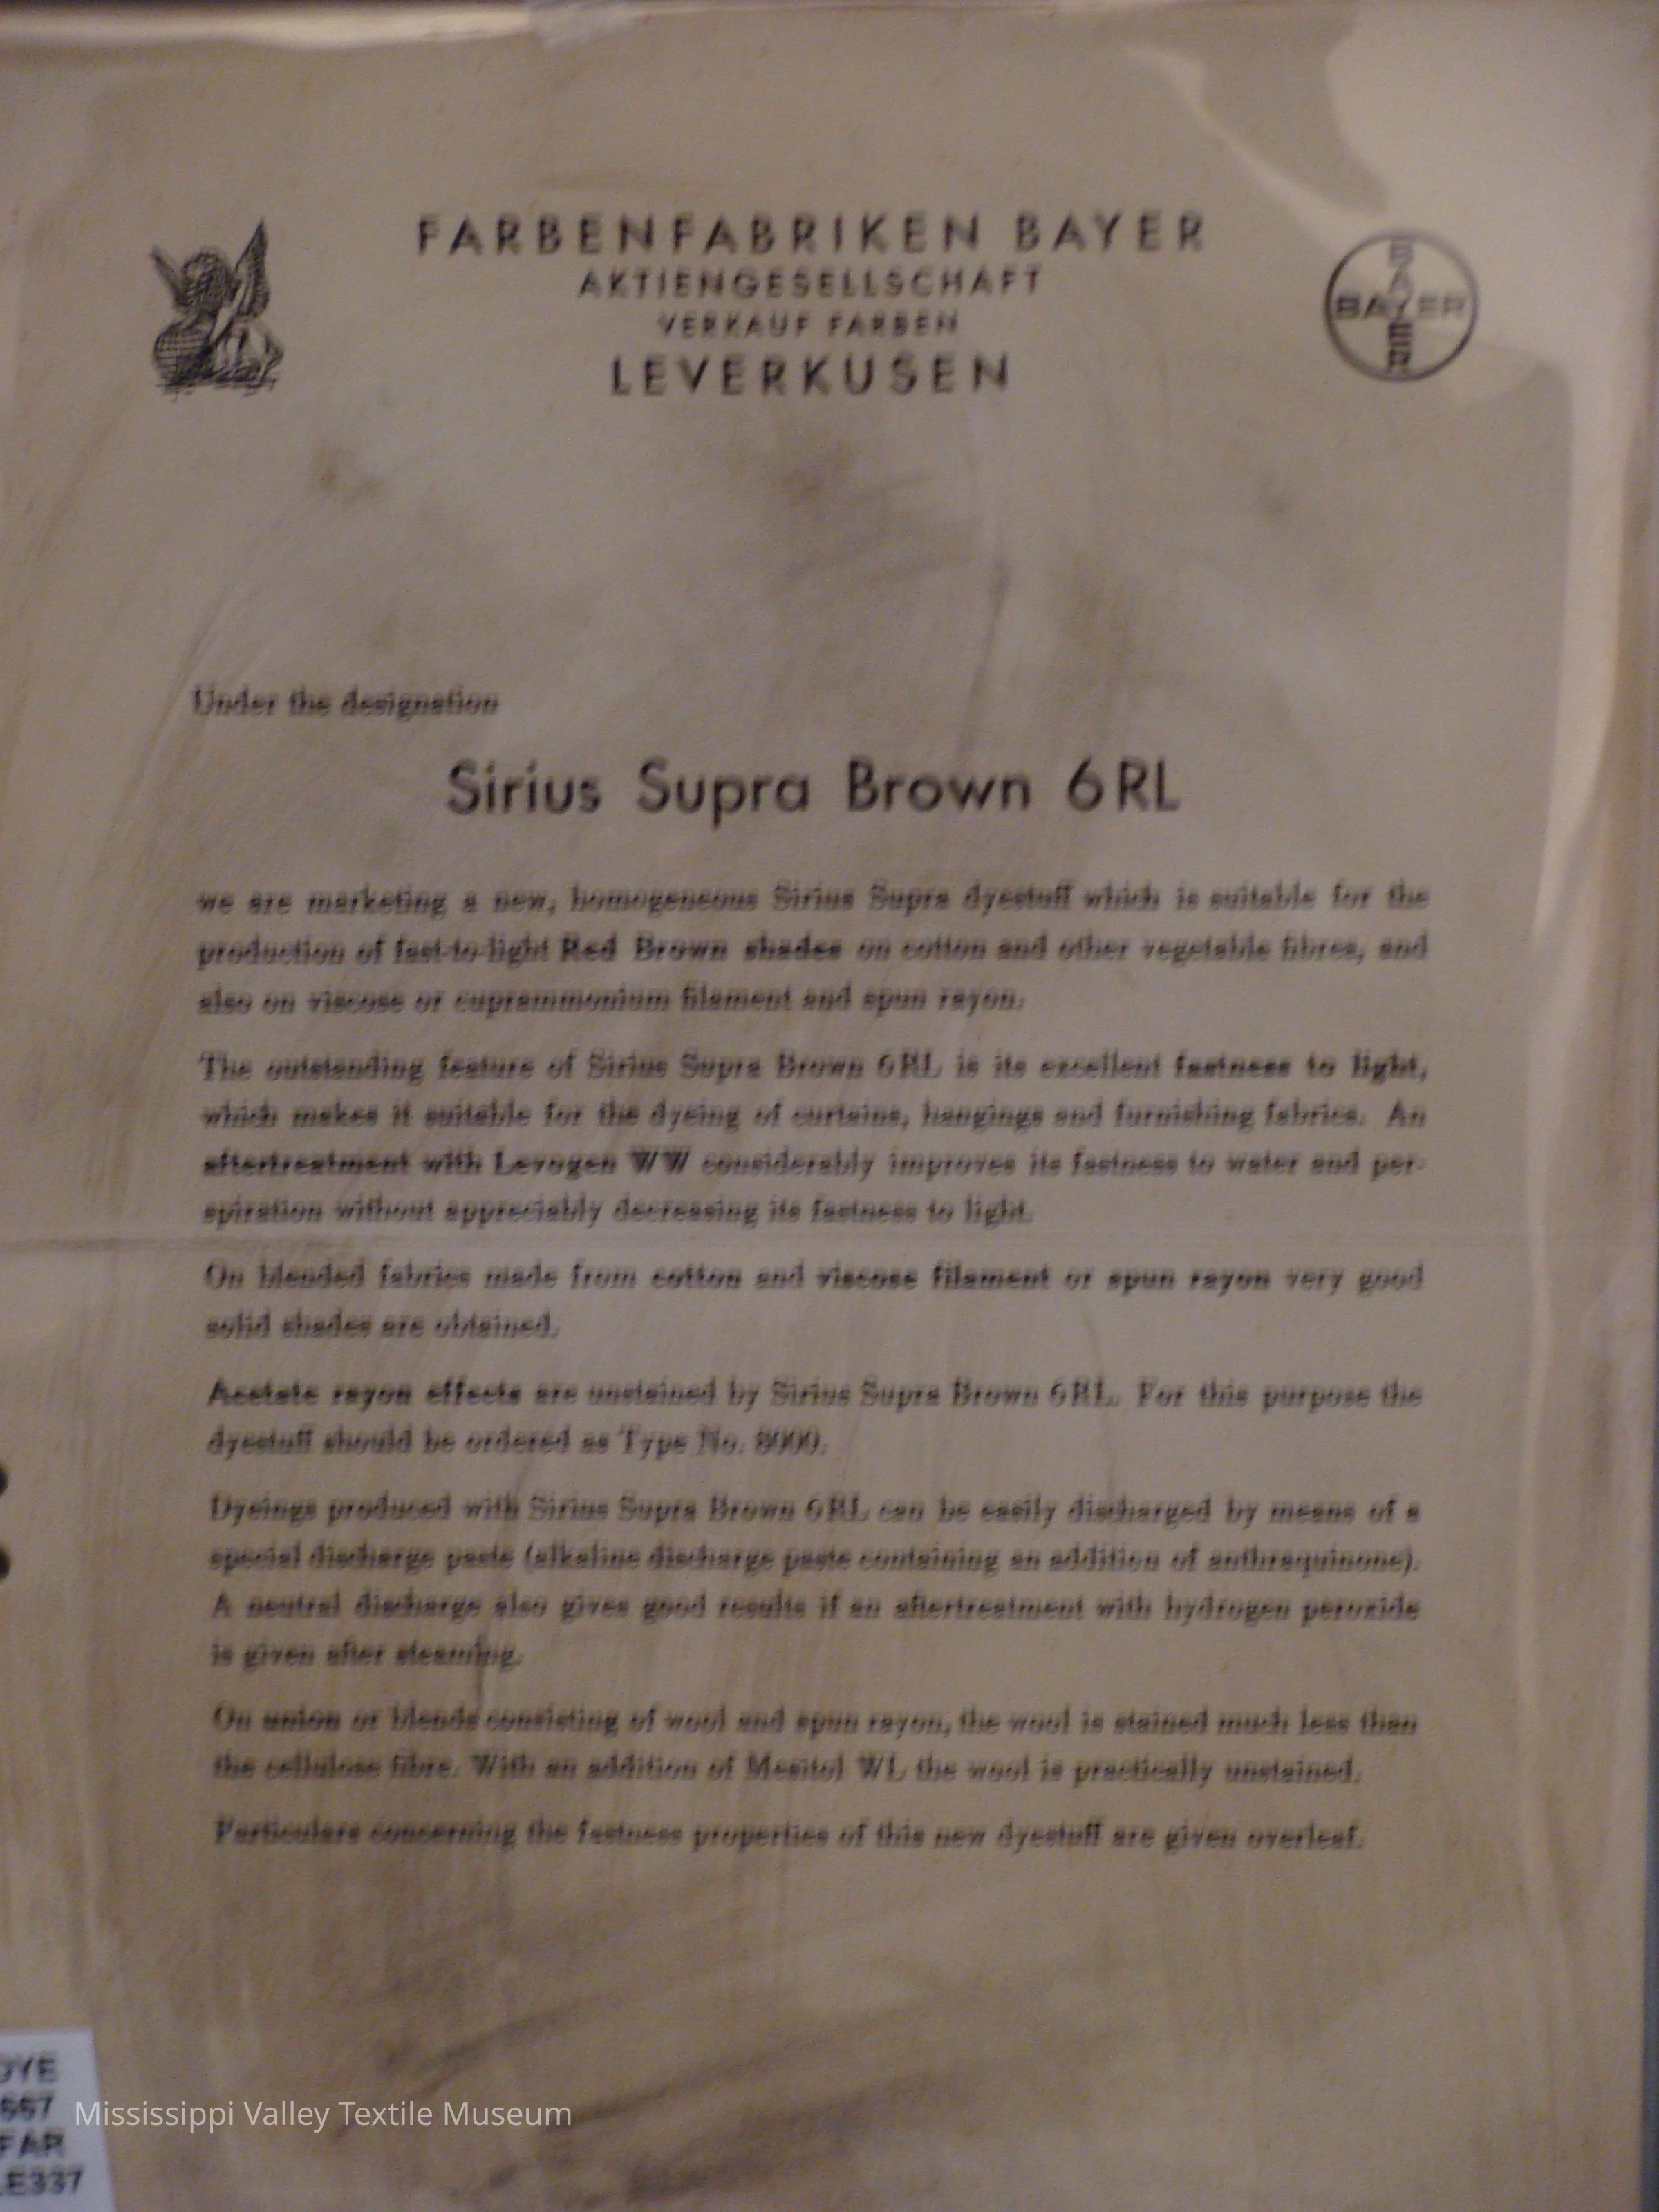 FARBENFABRIKEN BAYER
AKTIENGESELLSCHAFT
VERKAUF FARBEN
LEVERKUSEN
BAYER
BAYER
Under the designation
Sirius Supra Brown 6RL
we are marketing a new, homogeneous Sirius Supra dyestuff which is suitable for the
production of fast-to-light Red Brown shades on cotton and other vegetable fibres, and
also on viscose or cuprammonium filament and spun rayon.
The outstanding feature of Sirius Supra Brown 6RL is its excellent fastness to light,
which makes it suitable for the dyeing of curtains, hangings and furnishing fabrics. An
aftertreatment with Levogen WW considerably improves its fastness to water and per-
spiration without appreciably decreasing its fastness to light.
On blended fabrics made from cotton and viscose filament or spun rayon very good
solid shades are obtained.
Acetate rayon effects are unstained by Sirius Supra Brown 6RL. For this purpose the
dyestuff should be ordered as Type No. 8000.
Dyeings produced with Sirius Supra Brown 6RL can be easily discharged by means of a
special discharge paste (alkaline discharge paste containing an addition of anthraquinone).
A neutral discharge also gives good results if an aftertreatment with hydrogen peroxide
is given after steaming.
On union or blends consisting of wool and spun rayon, the wool is stained much less than
the cellulose fibre. With an addition of Mesitol WL the wool is practically unstained.
Particulars concerning the fastness properties of this new dyestuff are given overleaf.
DYE
667
FAR
LE337
Mississippi Valley Textile Museum